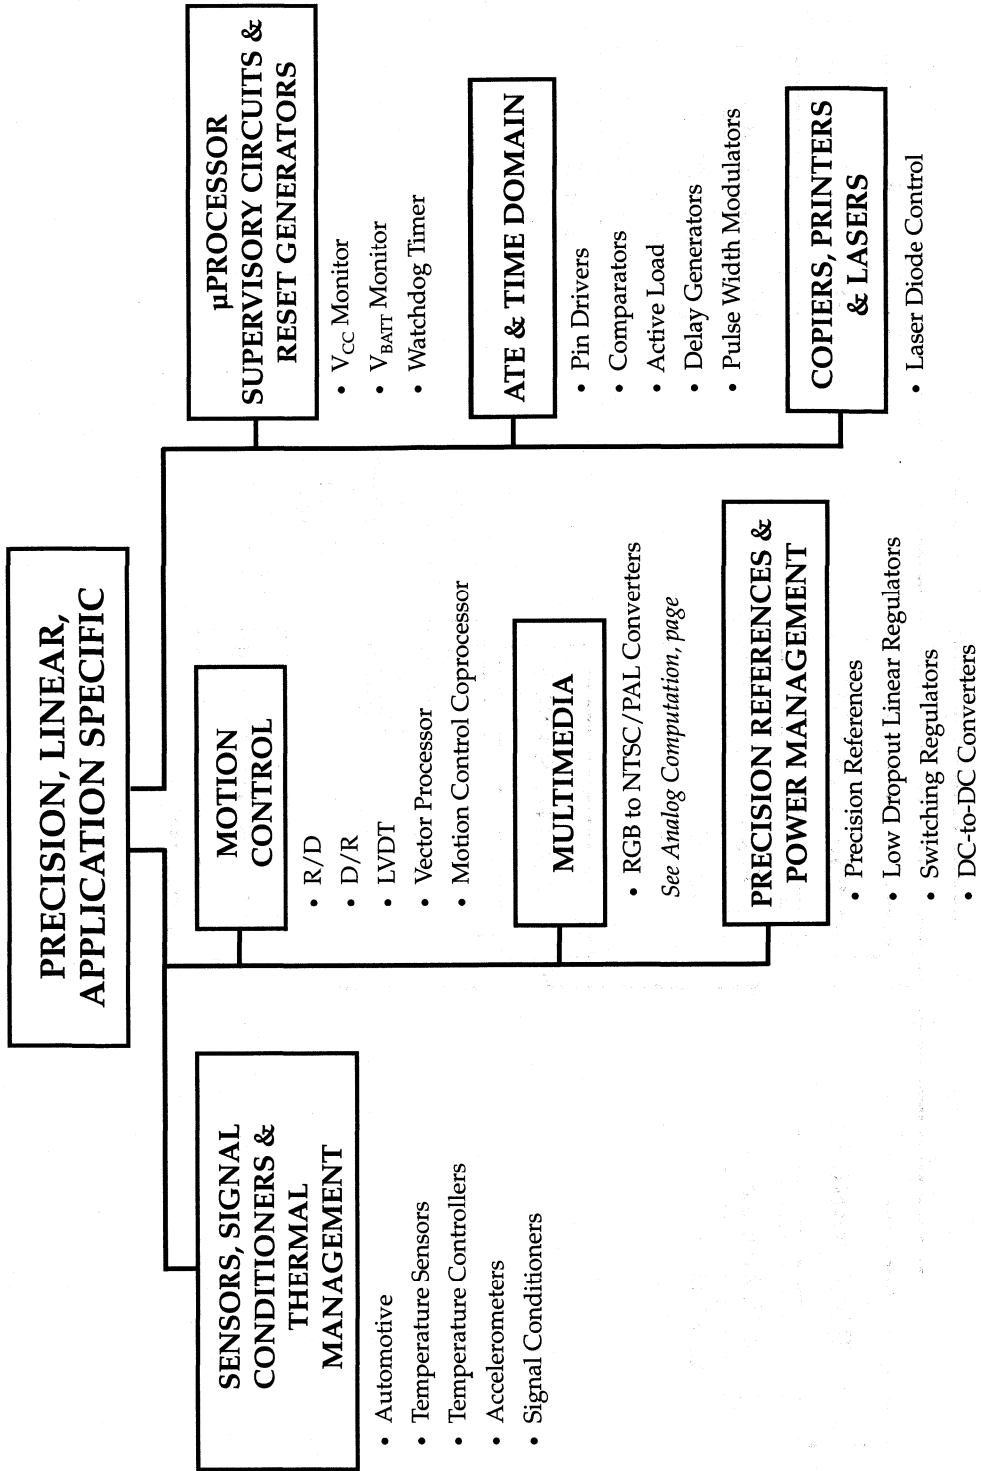 PRECISION, LINEAR,
APPLICATION SPECIFIC
SENSORS, SIGNAL
CONDITIONERS &
THERMAL
MANAGEMENT
• Automotive
• Temperature Sensors
• Temperature Controllers
• Accelerometers
• Signal Conditioners
MOTION
CONTROL
• R/D
• D/R
• LVDT
• Vector Processor
• Motion Control Coprocessor
MULTIMEDIA
• RGB to NTSC/PAL Converters
See Analog Computation, page
PRECISION REFERENCES &
POWER MANAGEMENT
• Precision References
• Low Dropout Linear Regulators
• Switching Regulators
• DC-to-DC Converters
µPROCESSOR
SUPERVISORY CIRCUITS &
RESET GENERATORS
• VCC Monitor
• VBATT Monitor
• Watchdog Timer
ATE & TIME DOMAIN
• Pin Drivers
• Comparators
• Active Load
• Delay Generators
• Pulse Width Modulators
COPIERS, PRINTERS
& LASERS
• Laser Diode Control